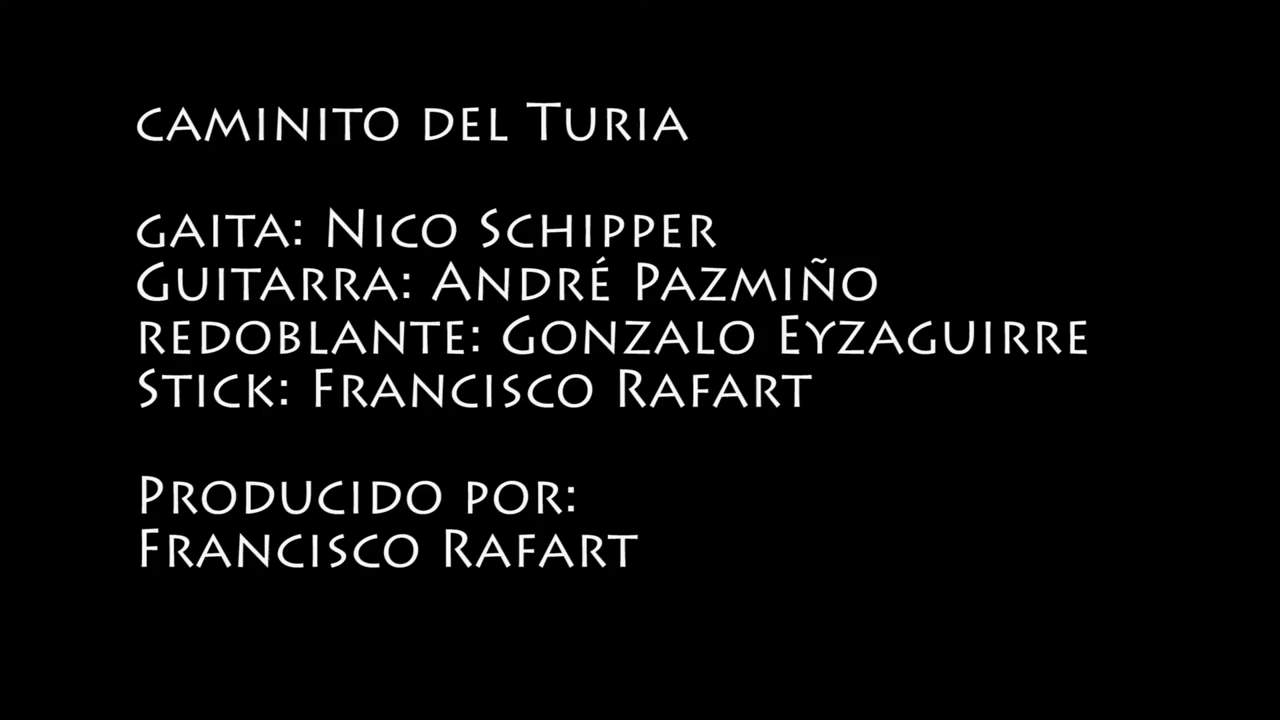 caminito del Turia
gaita: Nico Schipper
Guitarra: André Pazmiño
redoblante: Gonzalo Eyzaguirre
Stick: Francisco Rafart
Producido por:
Francisco Rafart